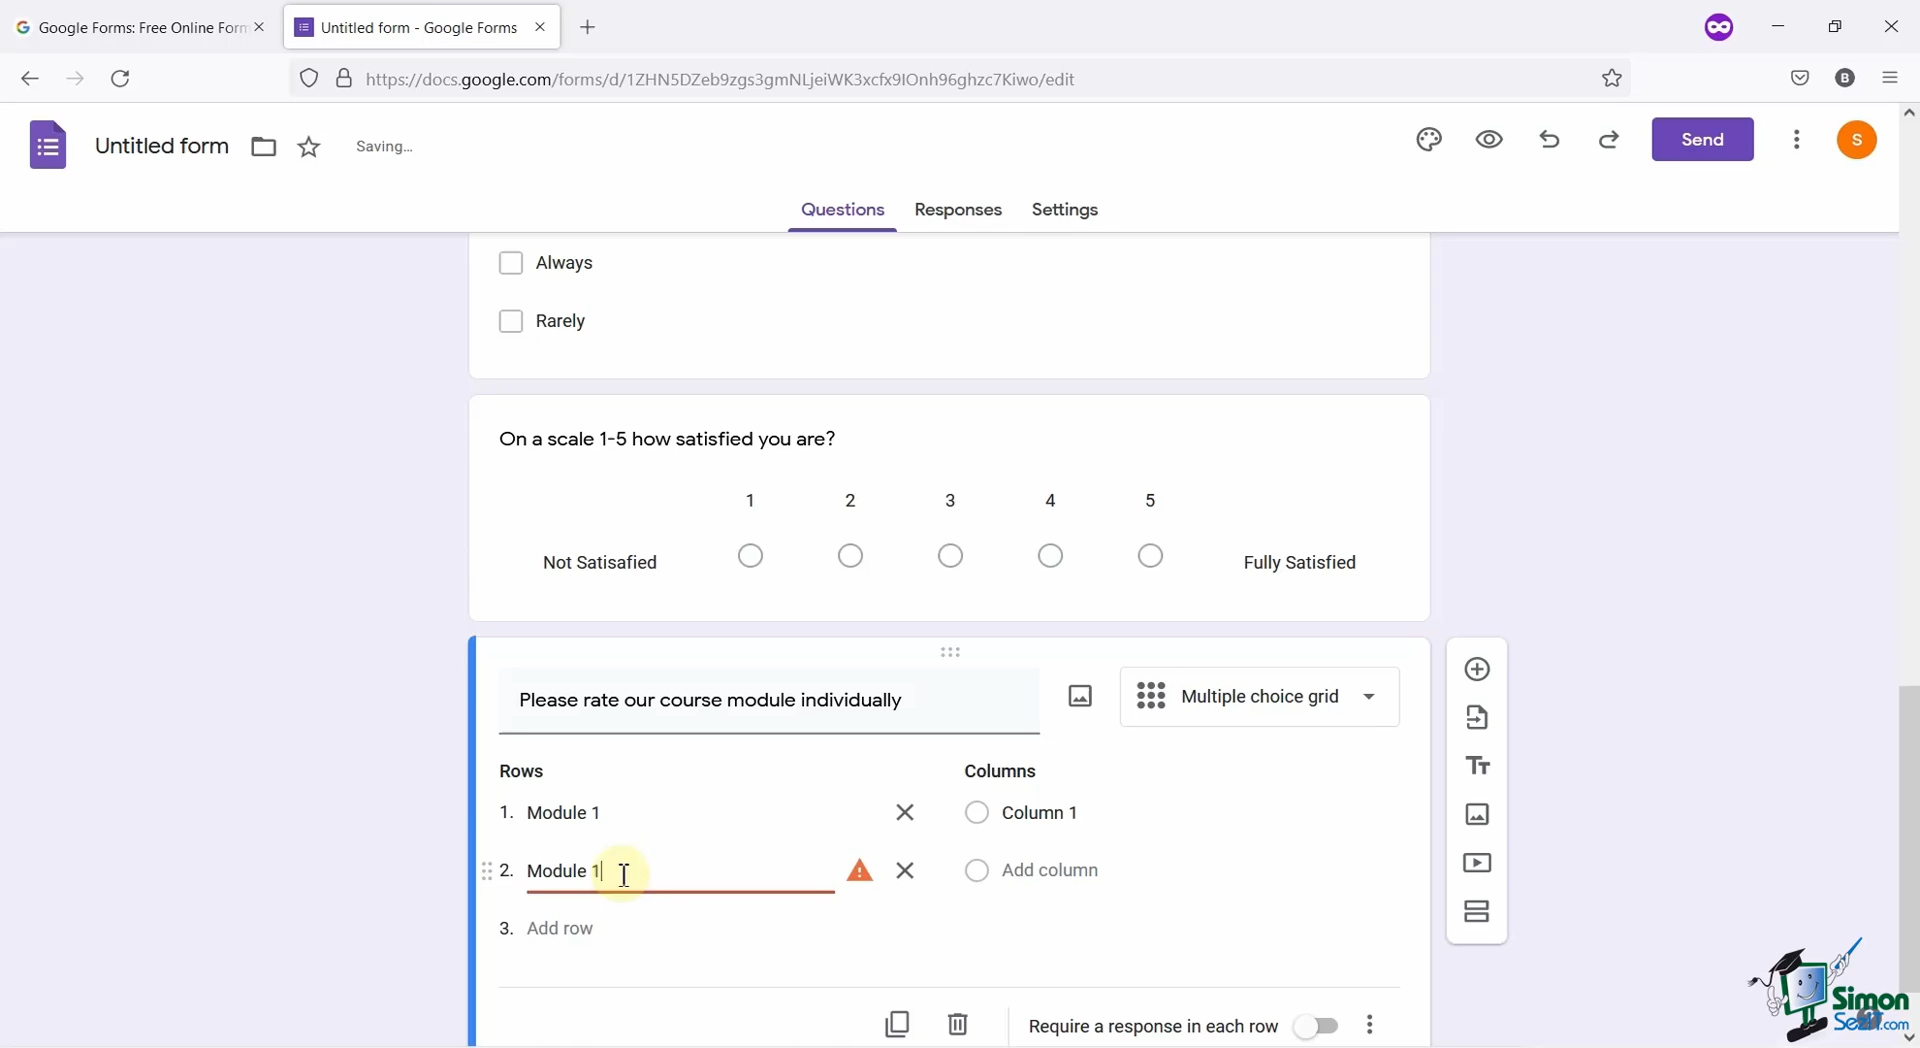 Google Forms: Free Online Form
Untitled form - Google Forms
https://docs.google.com/forms/d/1ZHN5DZeb9zgs3gmNLjeiWK3xcfx9IOnh96ghzc7Kiwo/edit
B
Untitled form
Saving...
Send
S
Questions
Responses
Settings
Always
Rarely
On a scale 1-5 how satisfied you are?
1 2 3 4 5
Not Satisafied
Fully Satisfied
Please rate our course module individually
Multiple choice grid
Rows
Columns
1. Module 1
Column 1
2. Module 1
Add column
3. Add row
Require a response in each row
Simon
SezIT.com